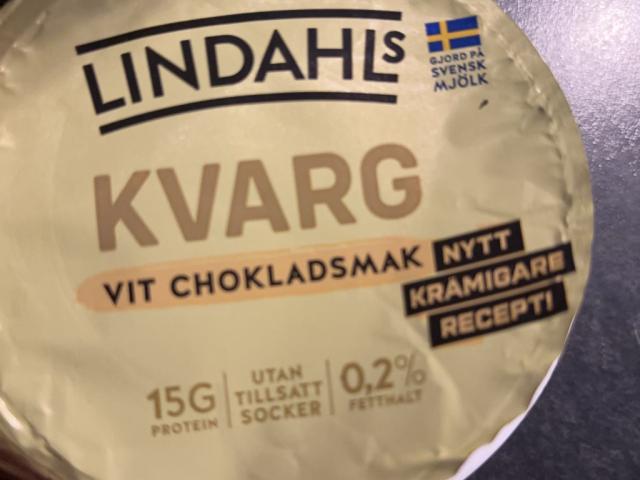 LINDAHLS
GJORD PÅ
SVENSK
MJÖLK
KVARG
VIT CHOKLADSMAK
NYTT
KRÄMIGARE
RECEPT!
15G
PROTEIN
UTAN
TILLSATT
SOCKER
0,2%
FETTHALT